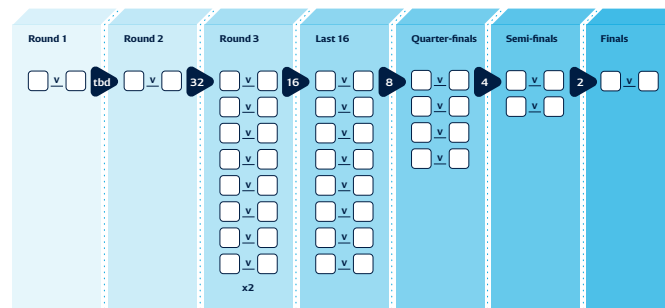 Round 1
Round 2
Round 3
Last 16
Quarter-finals
Semi-finals
Finals
v tbd v 32 v 16 v 8 v 4 v 2 v
v v v v
v v v
v v v
v v
v v
v v
v v
x2